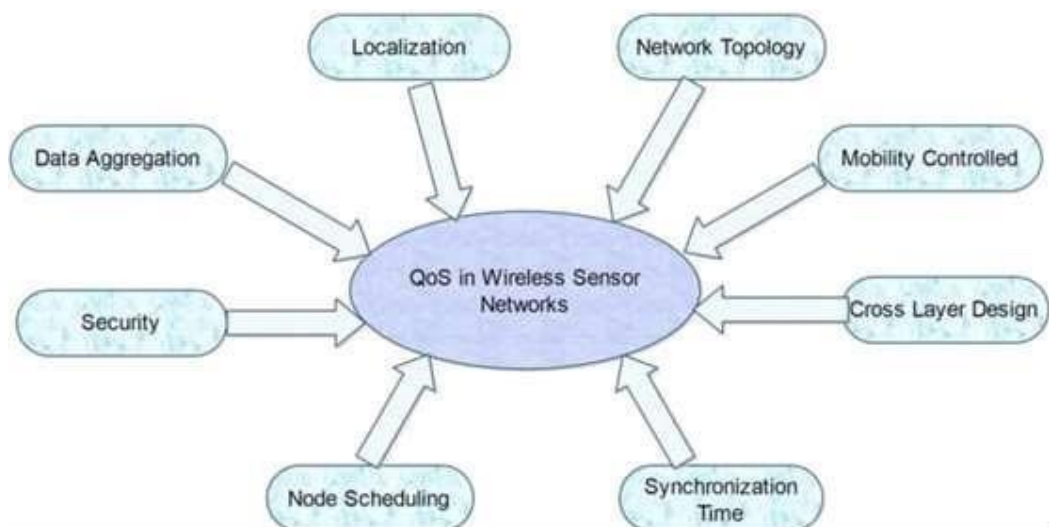 Localization
Network Topology
Data Aggregation
Mobility Controlled
QoS in Wireless Sensor
Networks
Security
Cross Layer Design
Node Scheduling
Synchronization
Time